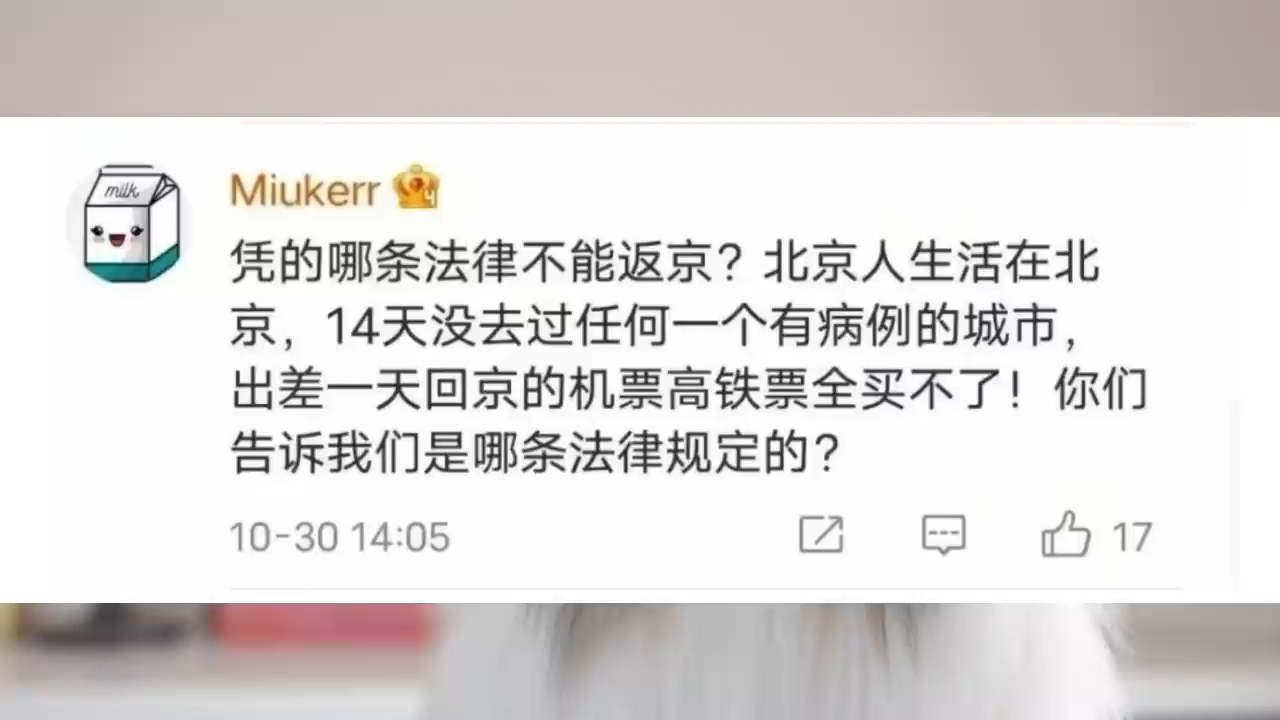 milk
Miukerr
4
凭的哪条法律不能返京？北京人生活在北
京，14天没去过任何一个有病例的城市，
出差一天回京的机票高铁票全买不了！你们
告诉我们是哪条法律规定的？
10-30 14:05
17